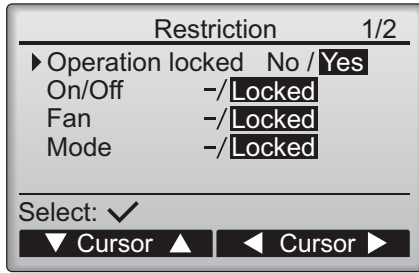 Restriction 1/2
Operation locked No / Yes
On/Off -/Locked
Fan -/Locked
Mode -/Locked
Select: ✓
▼ Cursor ▲ ◀ Cursor ▶